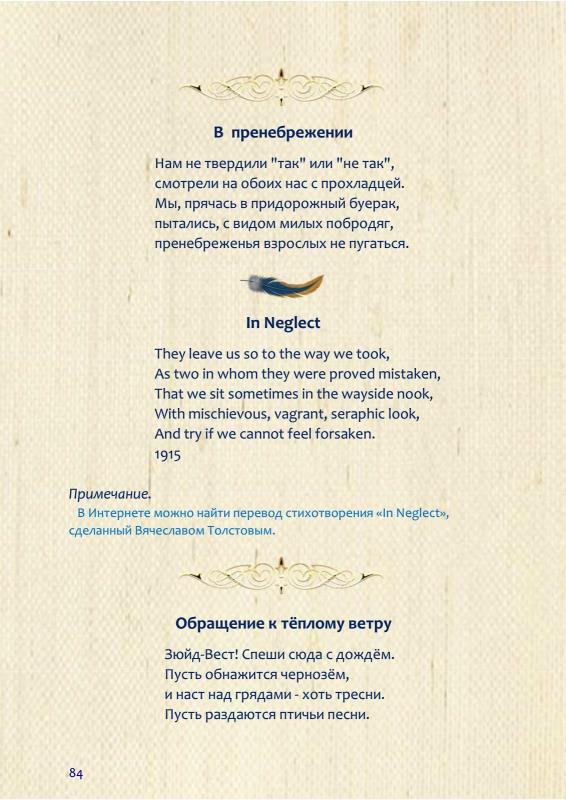 В пренебрежении
Нам не твердили "так" или "не так",
смотрели на обоих нас с прохладцей.
Мы, прячась в придорожный буерак,
пытались, с видом милых побродяг,
пренебреженья взрослых не пугаться.
In Neglect
They leave us so to the way we took,
As two in whom they were proved mistaken,
That we sit sometimes in the wayside nook,
With mischievous, vagrant, seraphic look,
And try if we cannot feel forsaken.
1915
Примечание.
В Интернете можно найти перевод стихотворения «In Neglect»,
сделанный Вячеславом Толстовым.
Обращение к тёплому ветру
Зюйд-Вест! Спеши сюда с дождём.
Пусть обнажится чернозём,
и наст над грядами - хоть тресни.
Пусть раздаются птичьи песни.
84